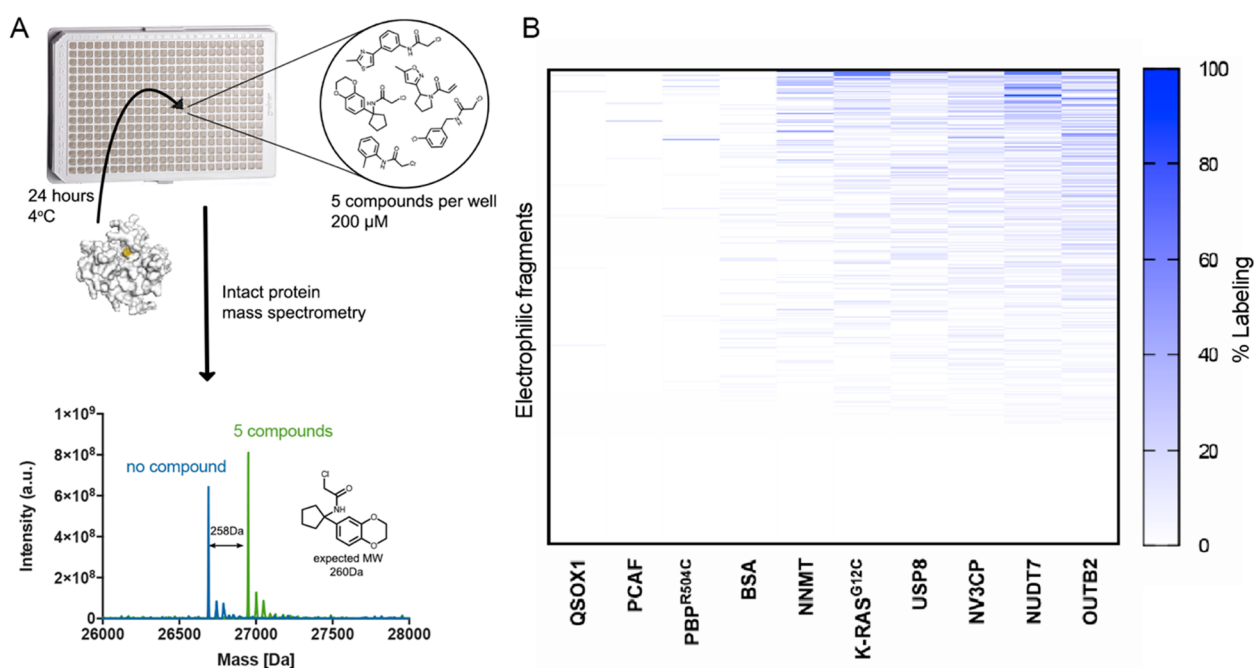 A
24 hours
4°C
5 compounds per well
200 µM
Intact protein
mass spectrometry
Intensity (a.u.)
1×10⁹
8×10⁸
6×10⁸
4×10⁸
2×10⁸
0
5 compounds
no compound
258Da
Cl
O
NH
O
O
expected MW
260Da
26000
26500
27000
27500
28000
Mass [Da]
B
Electrophilic fragments
QSOX1
PCAF
PBP^R504C
BSA
NNMT
K-RAS^G12C
USP8
NV3CP
NUDT7
OUTB2
100
80
60
40
20
0
% Labeling